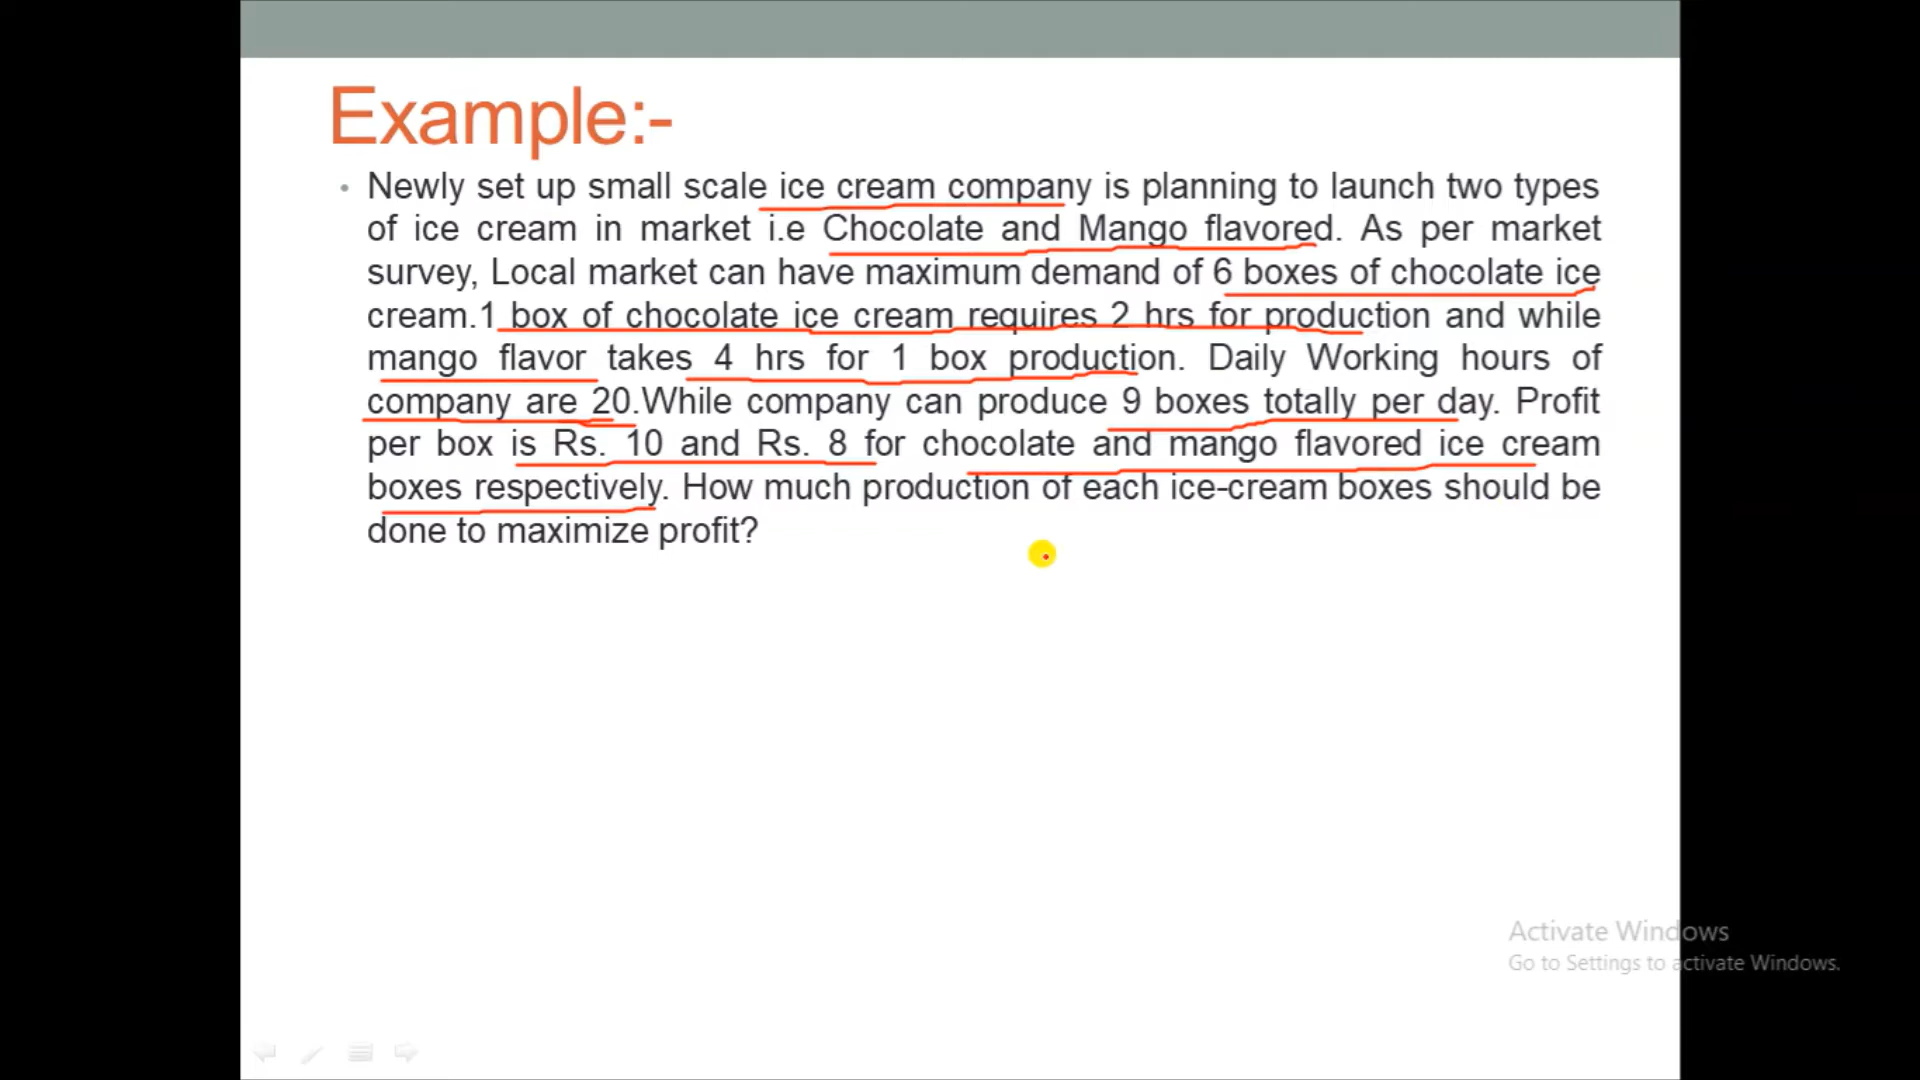 Example:-
• Newly set up small scale ice cream company is planning to launch two types
of ice cream in market i.e Chocolate and Mango flavored. As per market
survey, Local market can have maximum demand of 6 boxes of chocolate ice
cream.1 box of chocolate ice cream requires 2 hrs for production and while
mango flavor takes 4 hrs for 1 box production. Daily Working hours of
company are 20.While company can produce 9 boxes totally per day. Profit
per box is Rs. 10 and Rs. 8 for chocolate and mango flavored ice cream
boxes respectively. How much production of each ice-cream boxes should be
done to maximize profit?
Activate Windows
Go to Settings to activate Windows.